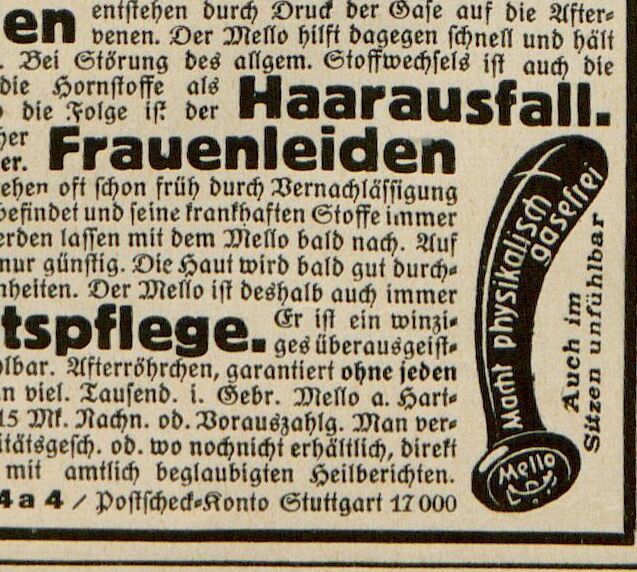 en entstehen durch Druck der Gase auf die After-
venen. Der Mello hilft dagegen schnell und hält
. Bei Störung des allgem. Stoffwechsels ist auch die
die Hornstoffe als
die Folge ist der Haarausfall.
er. Frauenleiden
ehen oft schon früh durch Vernachlässigung
befindet und seine krankhaften Stoffe immer
erden lassen mit dem Mello bald nach. Auf
nur günstig. Die Haut wird bald gut durch-
nheiten. Der Mello ist deshalb auch immer
tspflege. Er ist ein winzi-
ges überausgeist-
lbar. Afterröhrchen, garantiert ohne jeden
n viel. Tausend. i. Gebr. Mello a. Hart-
15 Mk. Nachn. od. Vorauszahlg. Man ver-
itätsgesch. od. wo nochnicht erhältlich, direkt
mit amtlich beglaubigten Heilberichten.
4a4 / Postscheck-Konto Stuttgart 17 000
Macht physikalisch
gasefrei
Auch im
Sitzen unfühlbar
Mello